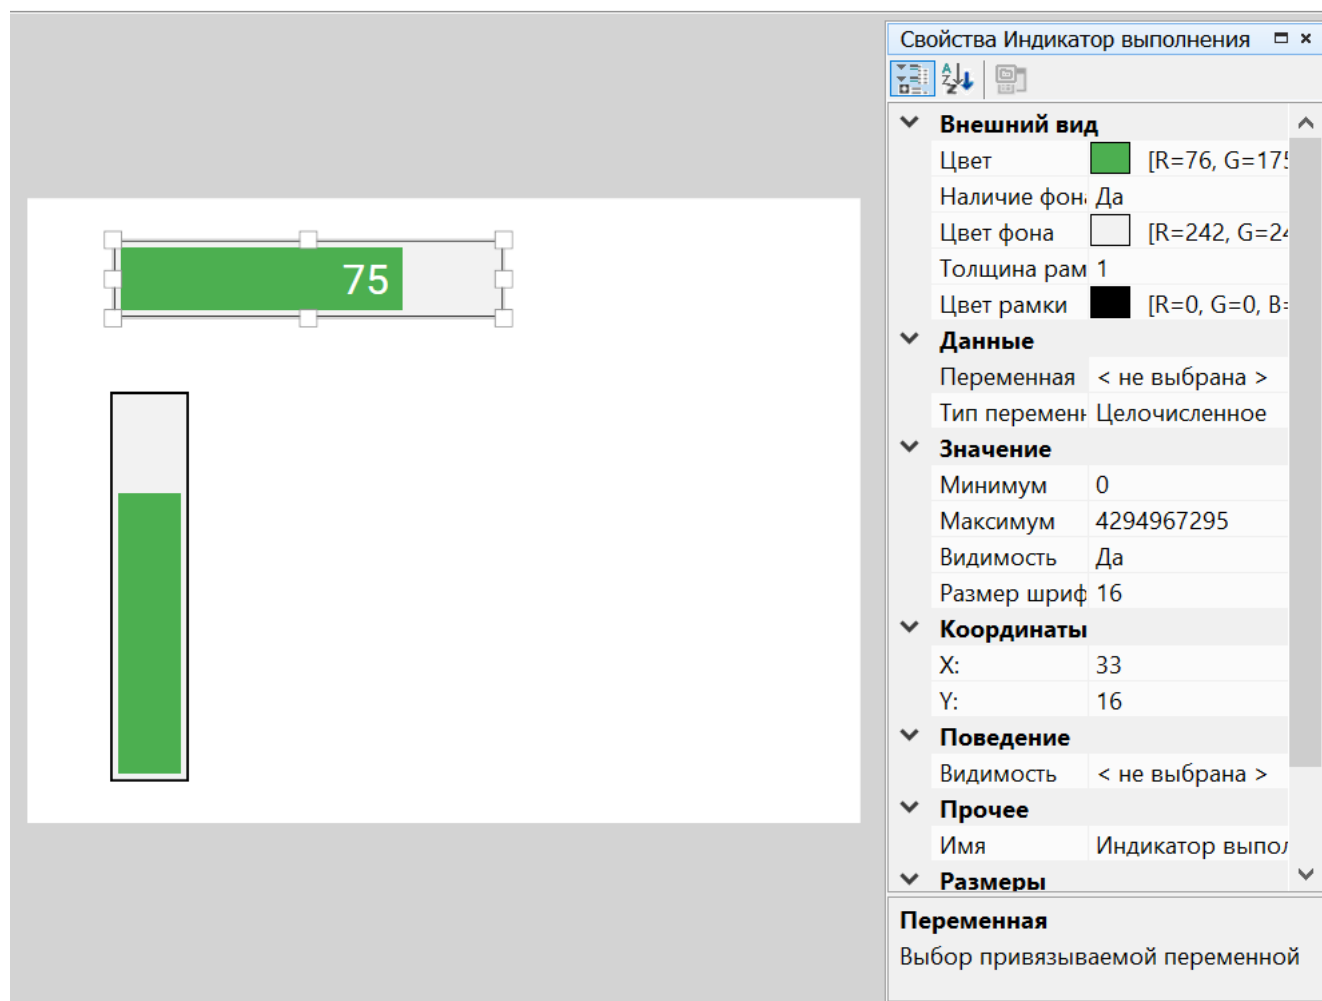 Свойства Индикатор выполнения
Внешний вид
Цвет [R=76, G=175
Наличие фон Да
Цвет фона [R=242, G=24
Толщина рам 1
Цвет рамки [R=0, G=0, B=
Данные
Переменная < не выбрана >
Тип перемен Целочисленное
Значение
Минимум 0
Максимум 4294967295
Видимость Да
Размер шриф 16
Координаты
X: 33
Y: 16
Поведение
Видимость < не выбрана >
Прочее
Имя Индикатор выпол
Размеры
Переменная
Выбор привязываемой переменной
75